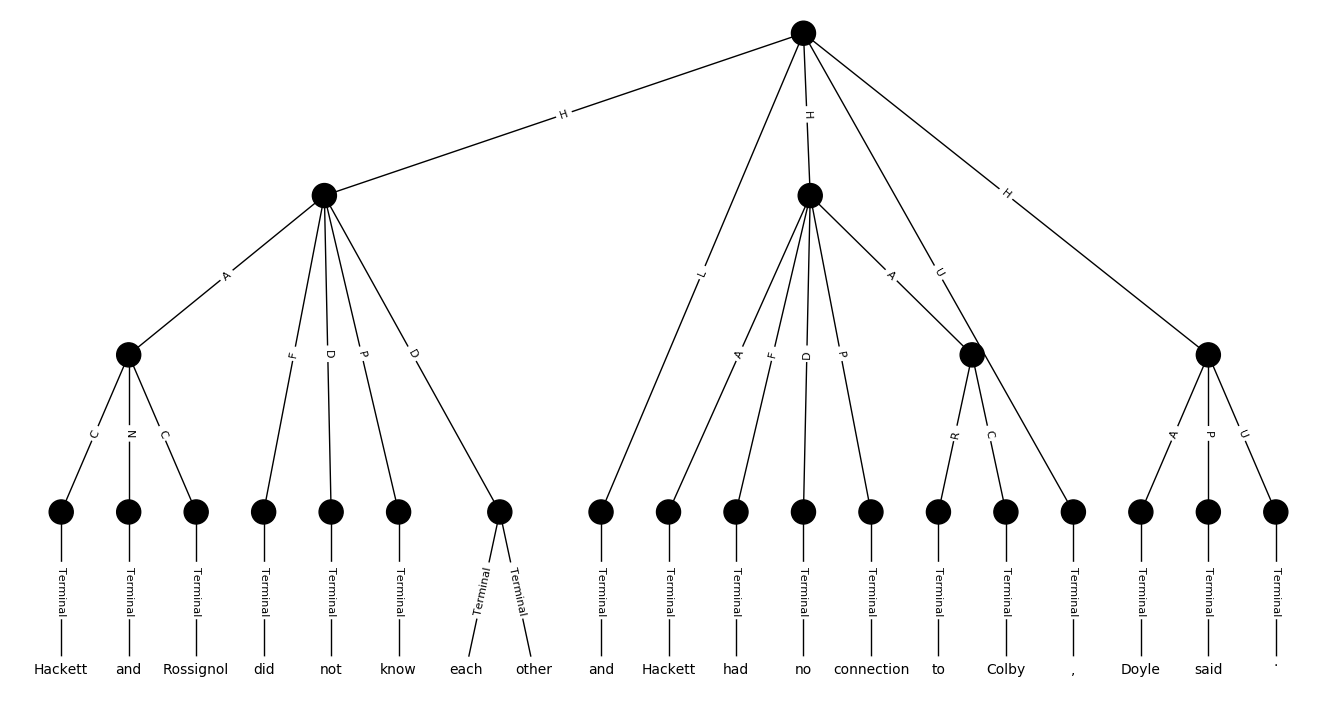 H
H
H
A
L
A
U
F
D
P
D
A
F
D
P
C
N
C
R
C
A
P
U
Terminal Terminal Terminal Terminal Terminal Terminal Terminal Terminal Terminal Terminal Terminal Terminal Terminal Terminal Terminal Terminal Terminal Terminal Terminal
Hackett and Rossignol did not know each other and Hackett had no connection to Colby , Doyle said .